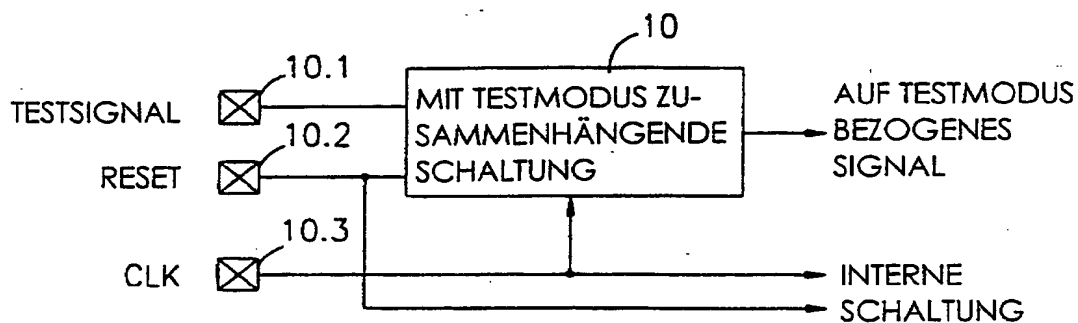 10
10.1
TESTSIGNAL
MIT TESTMODUS ZU-
SAMMENHÄNGENDE
SCHALTUNG
AUF TESTMODUS
BEZOGENES
SIGNAL
10.2
RESET
10.3
CLK
INTERNE
SCHALTUNG